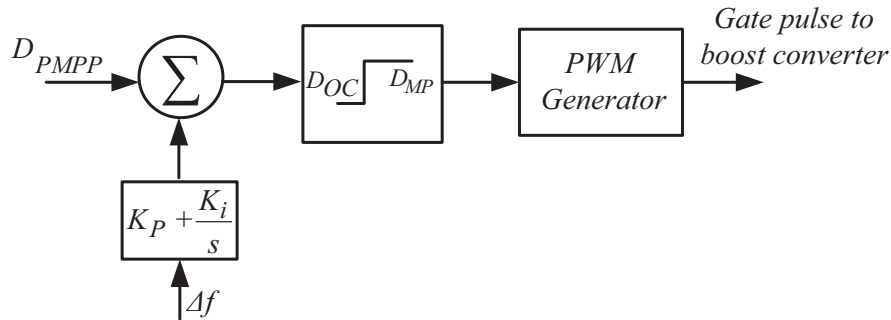 D_PMPP
Σ
D_OC
D_MP
PWM
Generator
Gate pulse to
boost converter
K_P + K_i/s
Δf